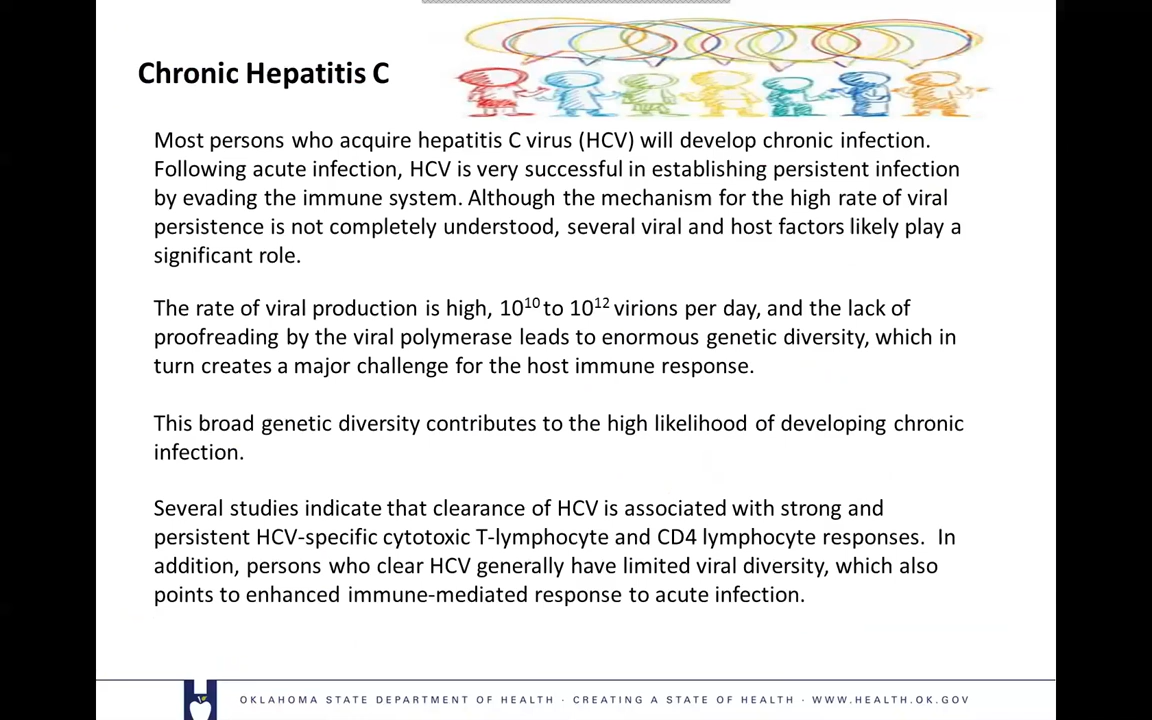 Chronic Hepatitis C
Most persons who acquire hepatitis C virus (HCV) will develop chronic infection.
Following acute infection, HCV is very successful in establishing persistent infection
by evading the immune system. Although the mechanism for the high rate of viral
persistence is not completely understood, several viral and host factors likely play a
significant role.
The rate of viral production is high, 10¹⁰ to 10¹² virions per day, and the lack of
proofreading by the viral polymerase leads to enormous genetic diversity, which in
turn creates a major challenge for the host immune response.
This broad genetic diversity contributes to the high likelihood of developing chronic
infection.
Several studies indicate that clearance of HCV is associated with strong and
persistent HCV-specific cytotoxic T-lymphocyte and CD4 lymphocyte responses.  In
addition, persons who clear HCV generally have limited viral diversity, which also
points to enhanced immune-mediated response to acute infection.
OKLAHOMA STATE DEPARTMENT OF HEALTH · CREATING A STATE OF HEALTH · WWW.HEALTH.OK.GOV